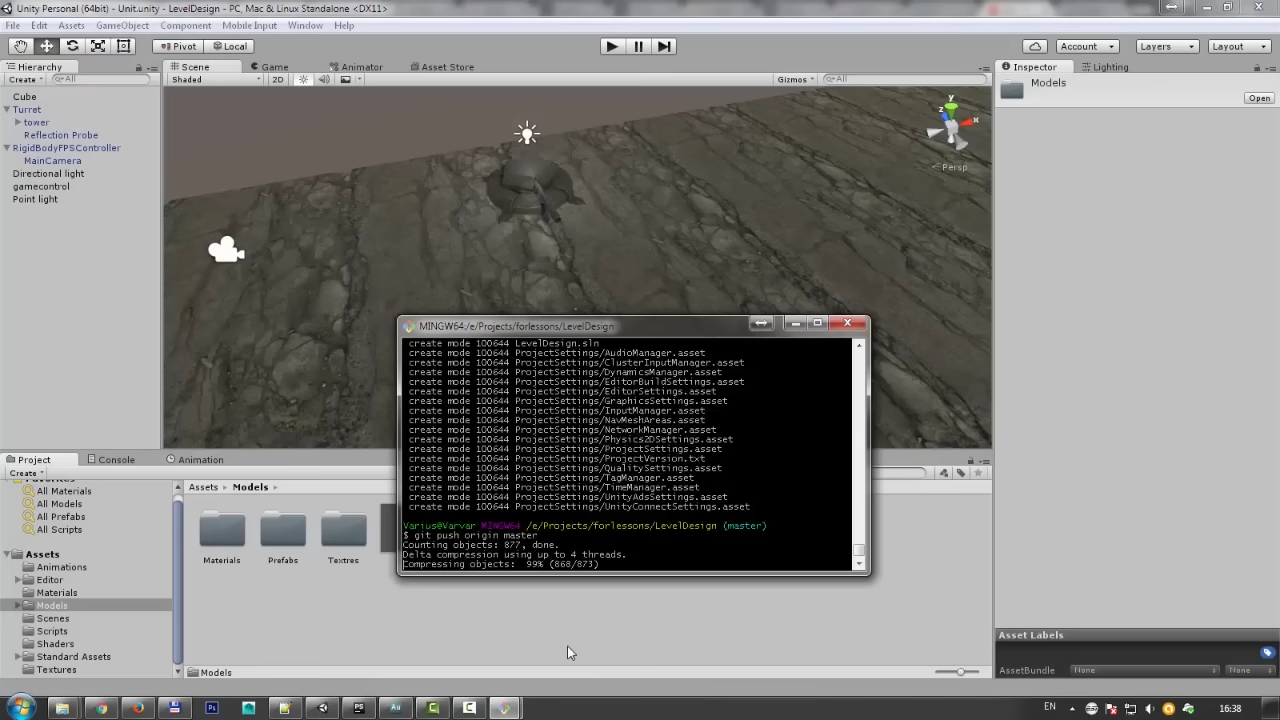 Unity Personal (64bit) - Unit.unity - LevelDesign - PC, Mac & Linux Standalone <DX11>
File Edit Assets GameObject Component Mobile Input Window Help
Pivot Local Account Layers Layout
Hierarchy
Create All
Cube
Turret
tower
Reflection Probe
RigidBodyFPSController
MainCamera
Directional light
gamecontrol
Point light
Scene Game Animator Asset Store
Shaded 2D Gizmos All
y
z
x
Persp
Inspector Lighting
Models
Open
MINGW64:/e/Projects/forlessons/LevelDesign
create mode 100644 LevelDesign.sln
create mode 100644 ProjectSettings/AudioManager.asset
create mode 100644 ProjectSettings/ClusterInputManager.asset
create mode 100644 ProjectSettings/DynamicsManager.asset
create mode 100644 ProjectSettings/EditorBuildSettings.asset
create mode 100644 ProjectSettings/EditorSettings.asset
create mode 100644 ProjectSettings/GraphicsSettings.asset
create mode 100644 ProjectSettings/InputManager.asset
create mode 100644 ProjectSettings/NavMeshAreas.asset
create mode 100644 ProjectSettings/NetworkManager.asset
create mode 100644 ProjectSettings/Physics2DSettings.asset
create mode 100644 ProjectSettings/ProjectSettings.asset
create mode 100644 ProjectSettings/ProjectVersion.txt
create mode 100644 ProjectSettings/QualitySettings.asset
create mode 100644 ProjectSettings/TagManager.asset
create mode 100644 ProjectSettings/TimeManager.asset
create mode 100644 ProjectSettings/UnityAdsSettings.asset
create mode 100644 ProjectSettings/UnityConnectSettings.asset
Varius@Varvar MINGW64 /e/Projects/forlessons/LevelDesign (master)
$ git push origin master
Counting objects: 877, done.
Delta compression using up to 4 threads.
Compressing objects: 99% (868/873)
Project Console Animation
Create
Favorites
All Materials
All Models
All Prefabs
All Scripts
Assets
Animations
Editor
Materials
Models
Scenes
Scripts
Shaders
Standard Assets
Textures
Assets Models
Materials Prefabs Textres
Models
Asset Labels
AssetBundle None None
Ps PS Au EN 16:38